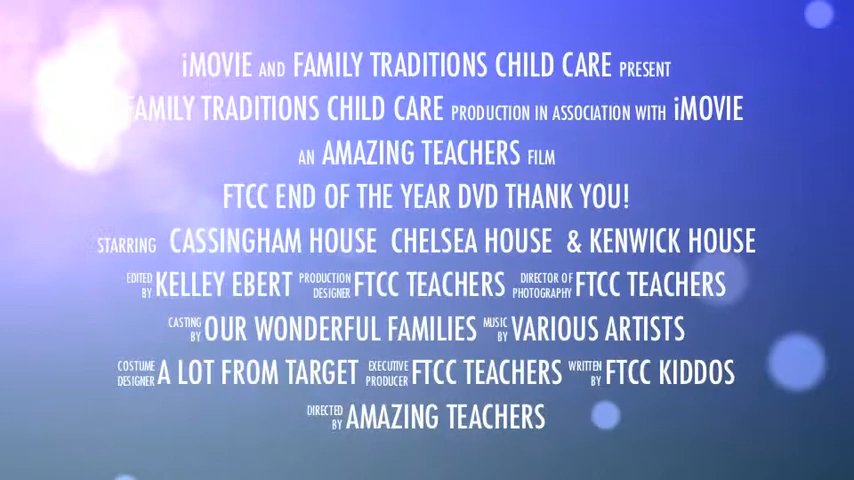 iMOVIE AND FAMILY TRADITIONS CHILD CARE PRESENT
FAMILY TRADITIONS CHILD CARE PRODUCTION IN ASSOCIATION WITH iMOVIE
AN AMAZING TEACHERS FILM
FTCC END OF THE YEAR DVD THANK YOU!
STARRING CASSINGHAM HOUSE CHELSEA HOUSE & KENWICK HOUSE
EDITED BY KELLEY EBERT PRODUCTION DESIGNER FTCC TEACHERS DIRECTOR OF PHOTOGRAPHY FTCC TEACHERS
CASTING BY OUR WONDERFUL FAMILIES MUSIC BY VARIOUS ARTISTS
COSTUME DESIGNER A LOT FROM TARGET EXECUTIVE PRODUCER FTCC TEACHERS WRITTEN BY FTCC KIDDOS
DIRECTED BY AMAZING TEACHERS